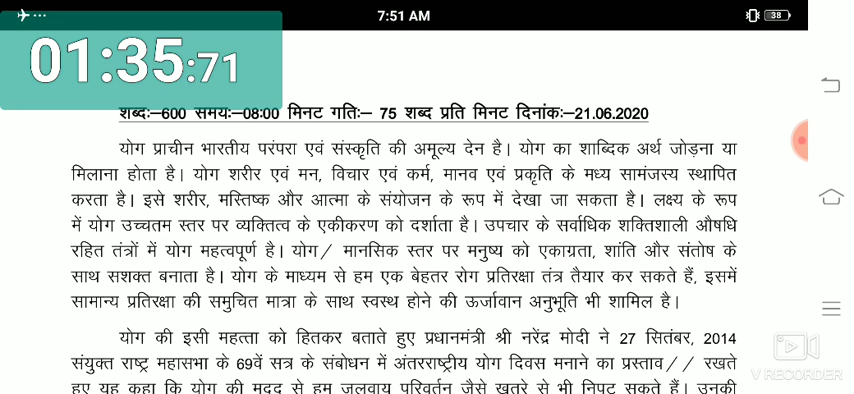 7:51 AM
38
01:35:71
शब्दः–600 समयः–08:00 मिनट गतिः– 75 शब्द प्रति मिनट दिनांकः–21.06.2020
योग प्राचीन भारतीय परंपरा एवं संस्कृति की अमूल्य देन है। योग का शाब्दिक अर्थ जोड़ना या
मिलाना होता है। योग शरीर एवं मन, विचार एवं कर्म, मानव एवं प्रकृति के मध्य सामंजस्य स्थापित
करता है। इसे शरीर, मस्तिष्क और आत्मा के संयोजन के रूप में देखा जा सकता है। लक्ष्य के रूप
में योग उच्चतम स्तर पर व्यक्तित्व के एकीकरण को दर्शाता है। उपचार के सर्वाधिक शक्तिशाली औषधि
रहित तंत्रों में योग महत्वपूर्ण है। योग/ मानसिक स्तर पर मनुष्य को एकाग्रता, शांति और संतोष के
साथ सशक्त बनाता है। योग के माध्यम से हम एक बेहतर रोग प्रतिरक्षा तंत्र तैयार कर सकते हैं, इसमें
सामान्य प्रतिरक्षा की समुचित मात्रा के साथ स्वस्थ होने की ऊर्जावान अनुभूति भी शामिल है।
योग की इसी महत्ता को हितकर बताते हुए प्रधानमंत्री श्री नरेंद्र मोदी ने 27 सितंबर, 2014
संयुक्त राष्ट्र महासभा के 69वें सत्र के संबोधन में अंतरराष्ट्रीय योग दिवस मनाने का प्रस्ताव// रखते
हुए यह कहा कि योग की मदद से हम जलवायु परिवर्तन जैसे खतरे से भी निपट सकते हैं। उनकी
V RECORDER